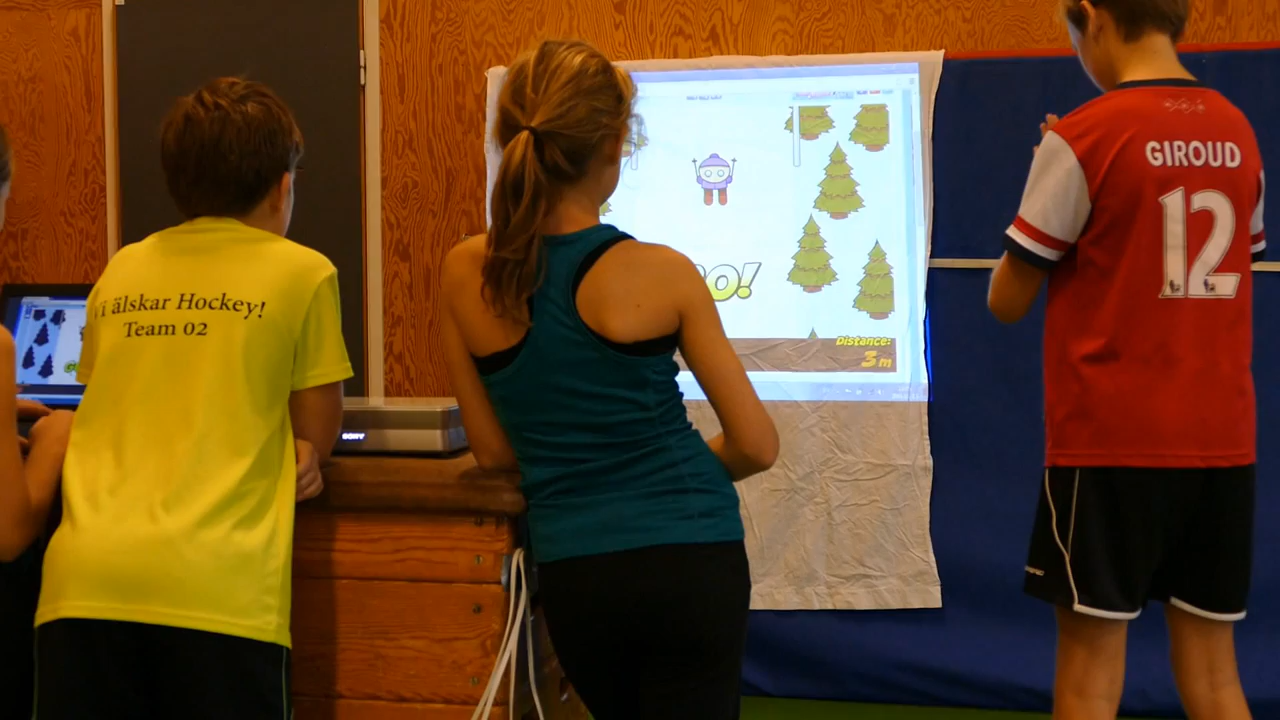 Vi älskar Hockey!
Team 02
SONY
GO!
Distance:
3 m
GIROUD
12